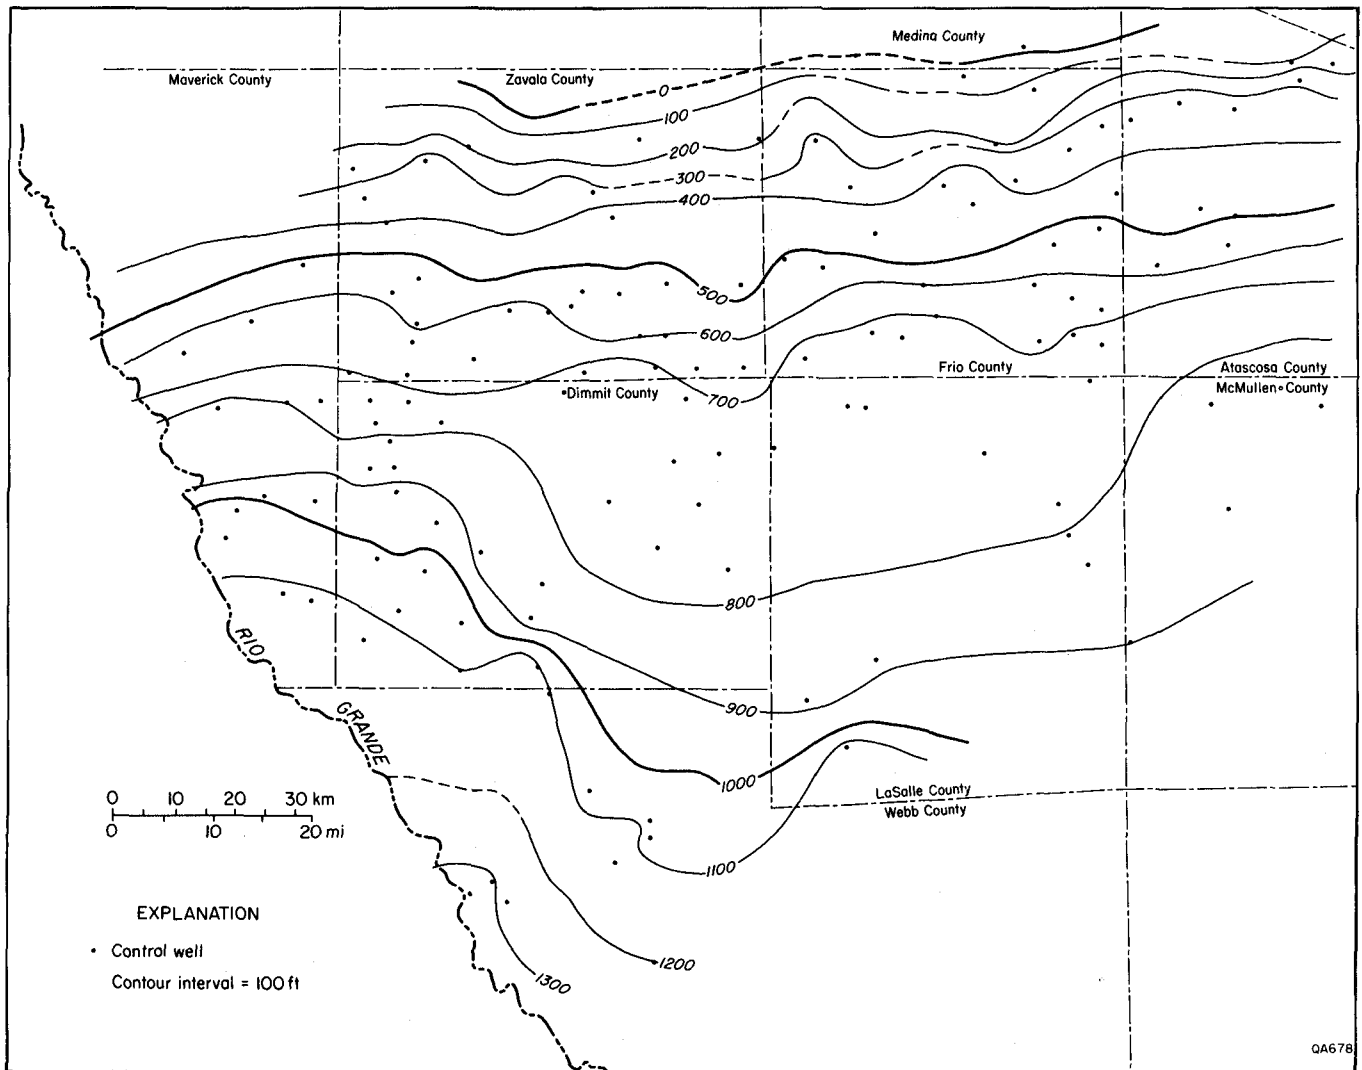 Medina County
Maverick County
Zavala County
0
100
200
300
400
500
600
Frio County
Atascosa County
Dimmit County
700
McMullen County
800
RIO
GRANDE
900
1000
LaSalle County
Webb County
0 10 20 30 km
0 10 20 mi
1100
EXPLANATION
Control well
Contour interval = 100 ft
1200
1300
QA678